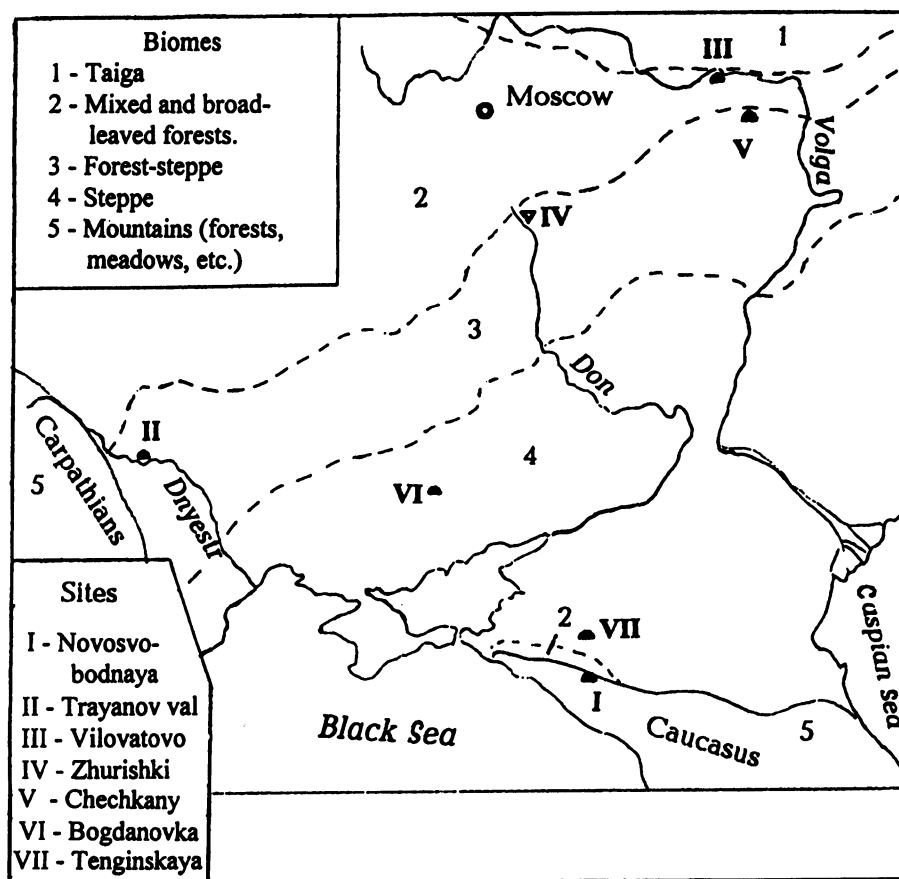 Biomes
1 - Taiga
2 - Mixed and broad-
leaved forests.
3 - Forest-steppe
4 - Steppe
5 - Mountains (forests,
meadows, etc.)
III
1
Moscow
V
Volga
2
IV
3
Don
II
4
Carpathians
5
VI
Dnyestr
Sites
I - Novosvo-
bodnaya
II - Trayanov val
III - Vilovatovo
IV - Zhurishki
V - Chechkany
VI - Bogdanovka
VII - Tenginskaya
2
VII
Caspian Sea
I
Black Sea
Caucasus
5